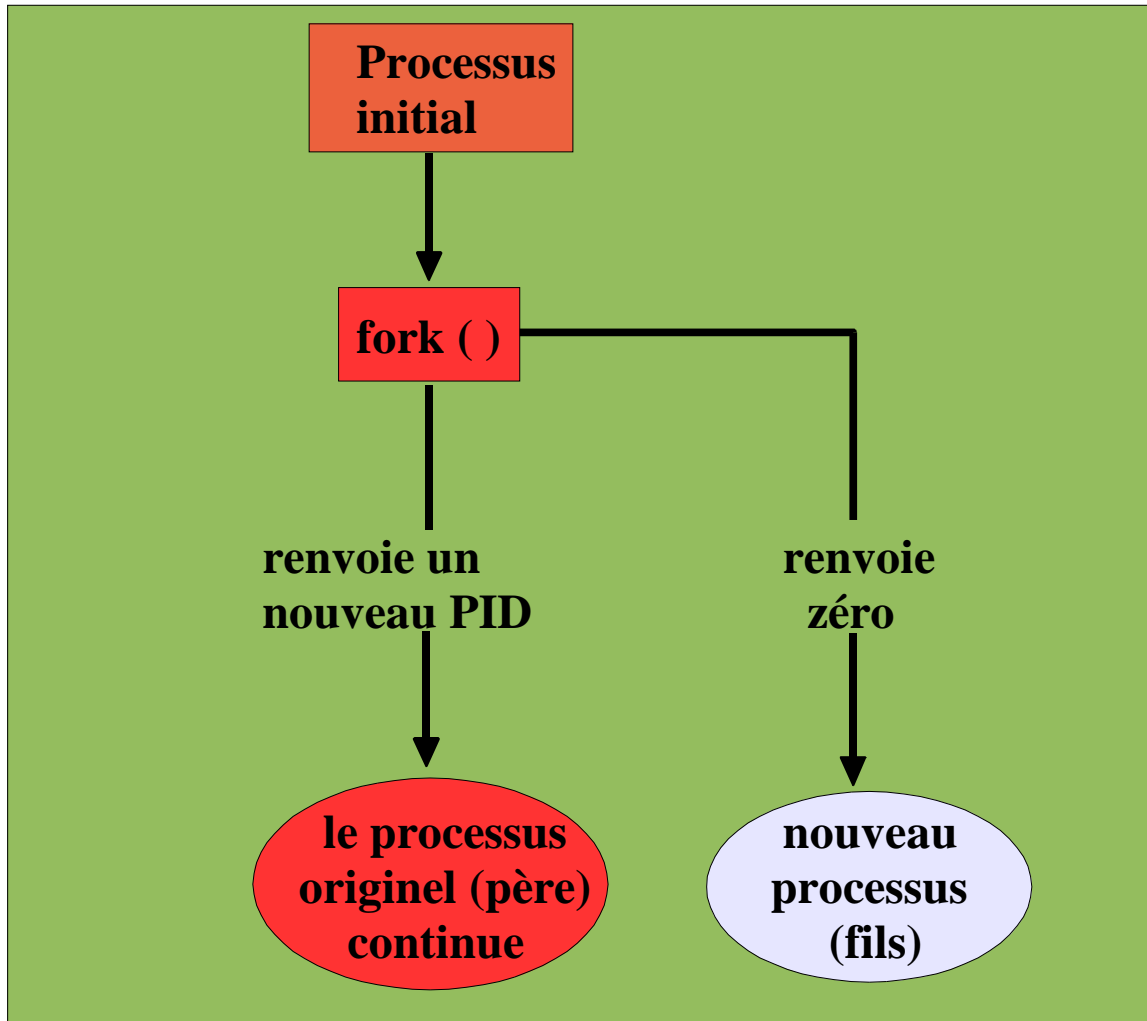 Processus
initial
fork ( )
renvoie un
nouveau PID
renvoie
zéro
le processus
originel (père)
continue
nouveau
processus
(fils)